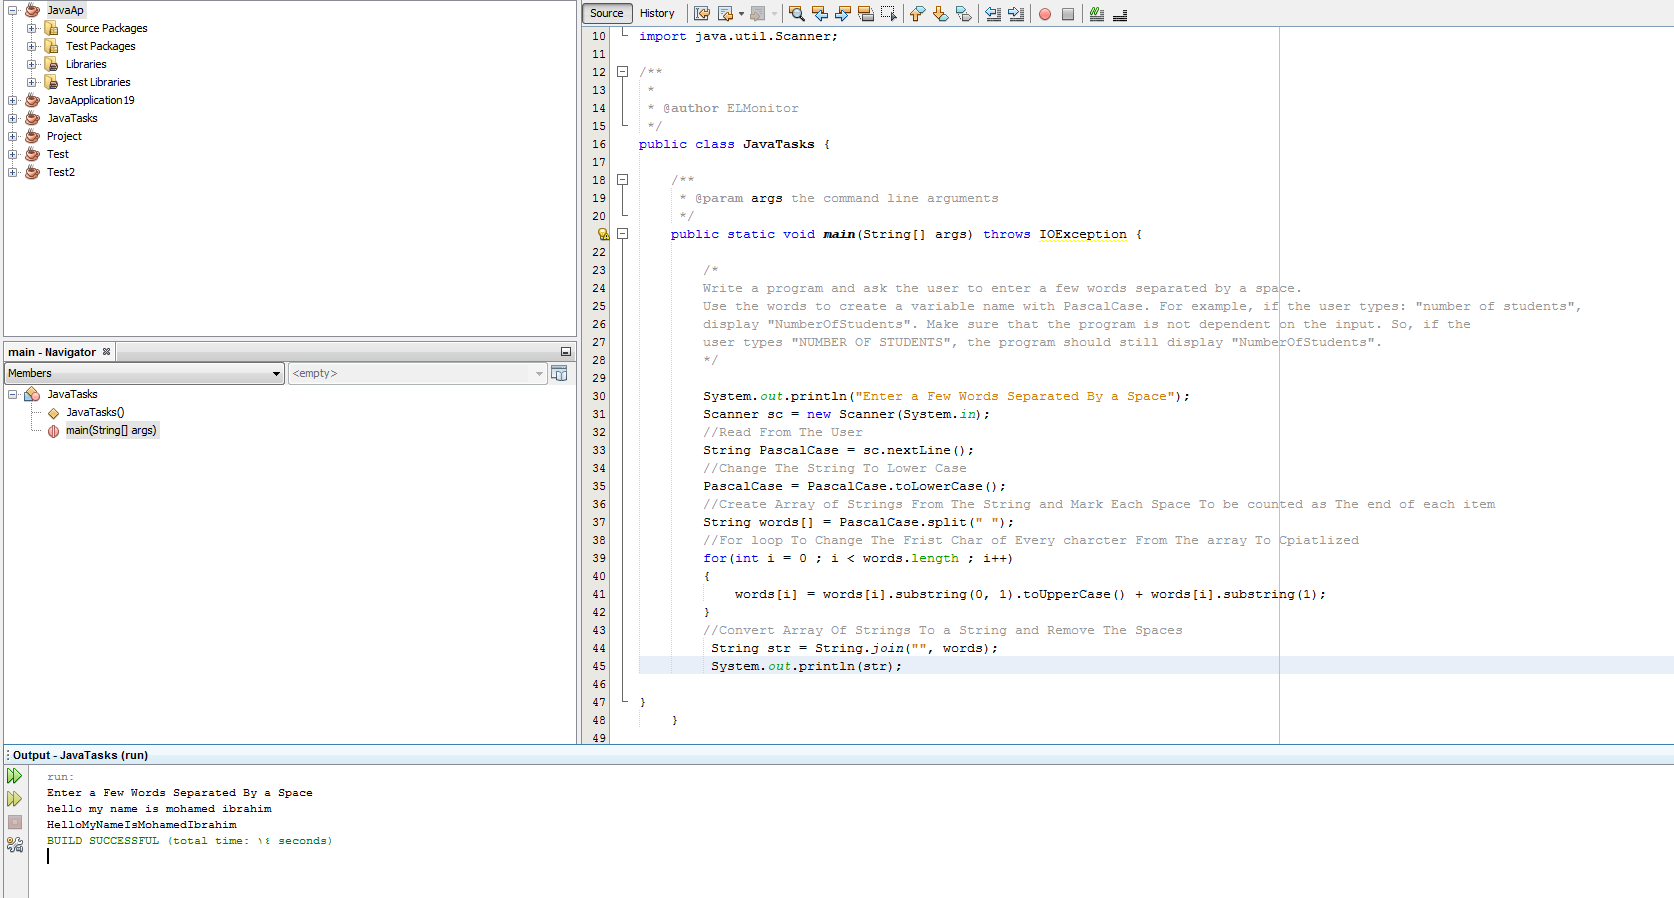 JavaAp
Source Packages
Test Packages
Libraries
Test Libraries
JavaApplication19
JavaTasks
Project
Test
Test2
main - Navigator
Members
<empty>
JavaTasks
JavaTasks()
main(String[] args)
Source History
10 import java.util.Scanner;
11
12 /**
13 *
14 * @author ELMonitor
15 */
16 public class JavaTasks {
17
18 /**
19 * @param args the command line arguments
20 */
public static void main(String[] args) throws IOException {
22
23 /*
24 Write a program and ask the user to enter a few words separated by a space.
25 Use the words to create a variable name with PascalCase. For example, if the user types: "number of students",
26 display "NumberOfStudents". Make sure that the program is not dependent on the input. So, if the
27 user types "NUMBER OF STUDENTS", the program should still display "NumberOfStudents".
28 */
29
30 System.out.println("Enter a Few Words Separated By a Space");
31 Scanner sc = new Scanner(System.in);
32 //Read From The User
33 String PascalCase = sc.nextLine();
34 //Change The String To Lower Case
35 PascalCase = PascalCase.toLowerCase();
36 //Create Array of Strings From The String and Mark Each Space To be counted as The end of each item
37 String words[] = PascalCase.split(" ");
38 //For loop To Change The Frist Char of Every charcter From The array To Cpiatlized
39 for(int i = 0 ; i < words.length ; i++)
40 {
41 words[i] = words[i].substring(0, 1).toUpperCase() + words[i].substring(1);
42 }
43 //Convert Array Of Strings To a String and Remove The Spaces
44 String str = String.join("", words);
45 System.out.println(str);
46
47 }
48 }
49
Output - JavaTasks (run)
run:
Enter a Few Words Separated By a Space
hello my name is mohamed ibrahim
HelloMyNameIsMohamedIbrahim
BUILD SUCCESSFUL (total time: ١٤ seconds)